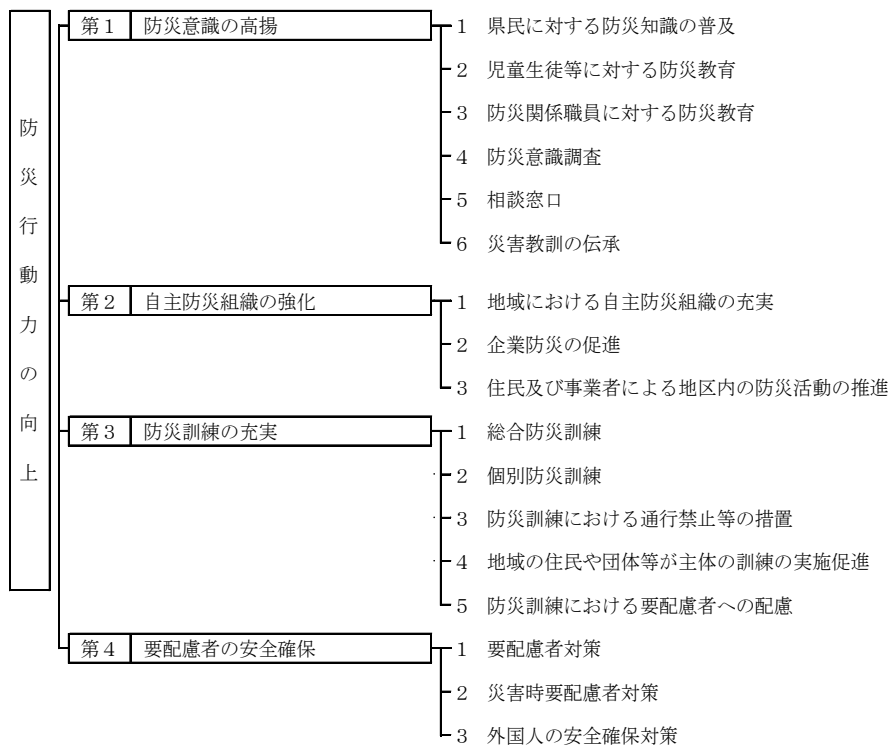 防災行動力の向上
第１ 防災意識の高揚
１ 県民に対する防災知識の普及
２ 児童生徒等に対する防災教育
３ 防災関係職員に対する防災教育
４ 防災意識調査
５ 相談窓口
６ 災害教訓の伝承
第２ 自主防災組織の強化
１ 地域における自主防災組織の充実
２ 企業防災の促進
３ 住民及び事業者による地区内の防災活動の推進
第３ 防災訓練の充実
１ 総合防災訓練
２ 個別防災訓練
３ 防災訓練における通行禁止等の措置
４ 地域の住民や団体等が主体の訓練の実施促進
５ 防災訓練における要配慮者への配慮
第４ 要配慮者の安全確保
１ 要配慮者対策
２ 災害時要配慮者対策
３ 外国人の安全確保対策